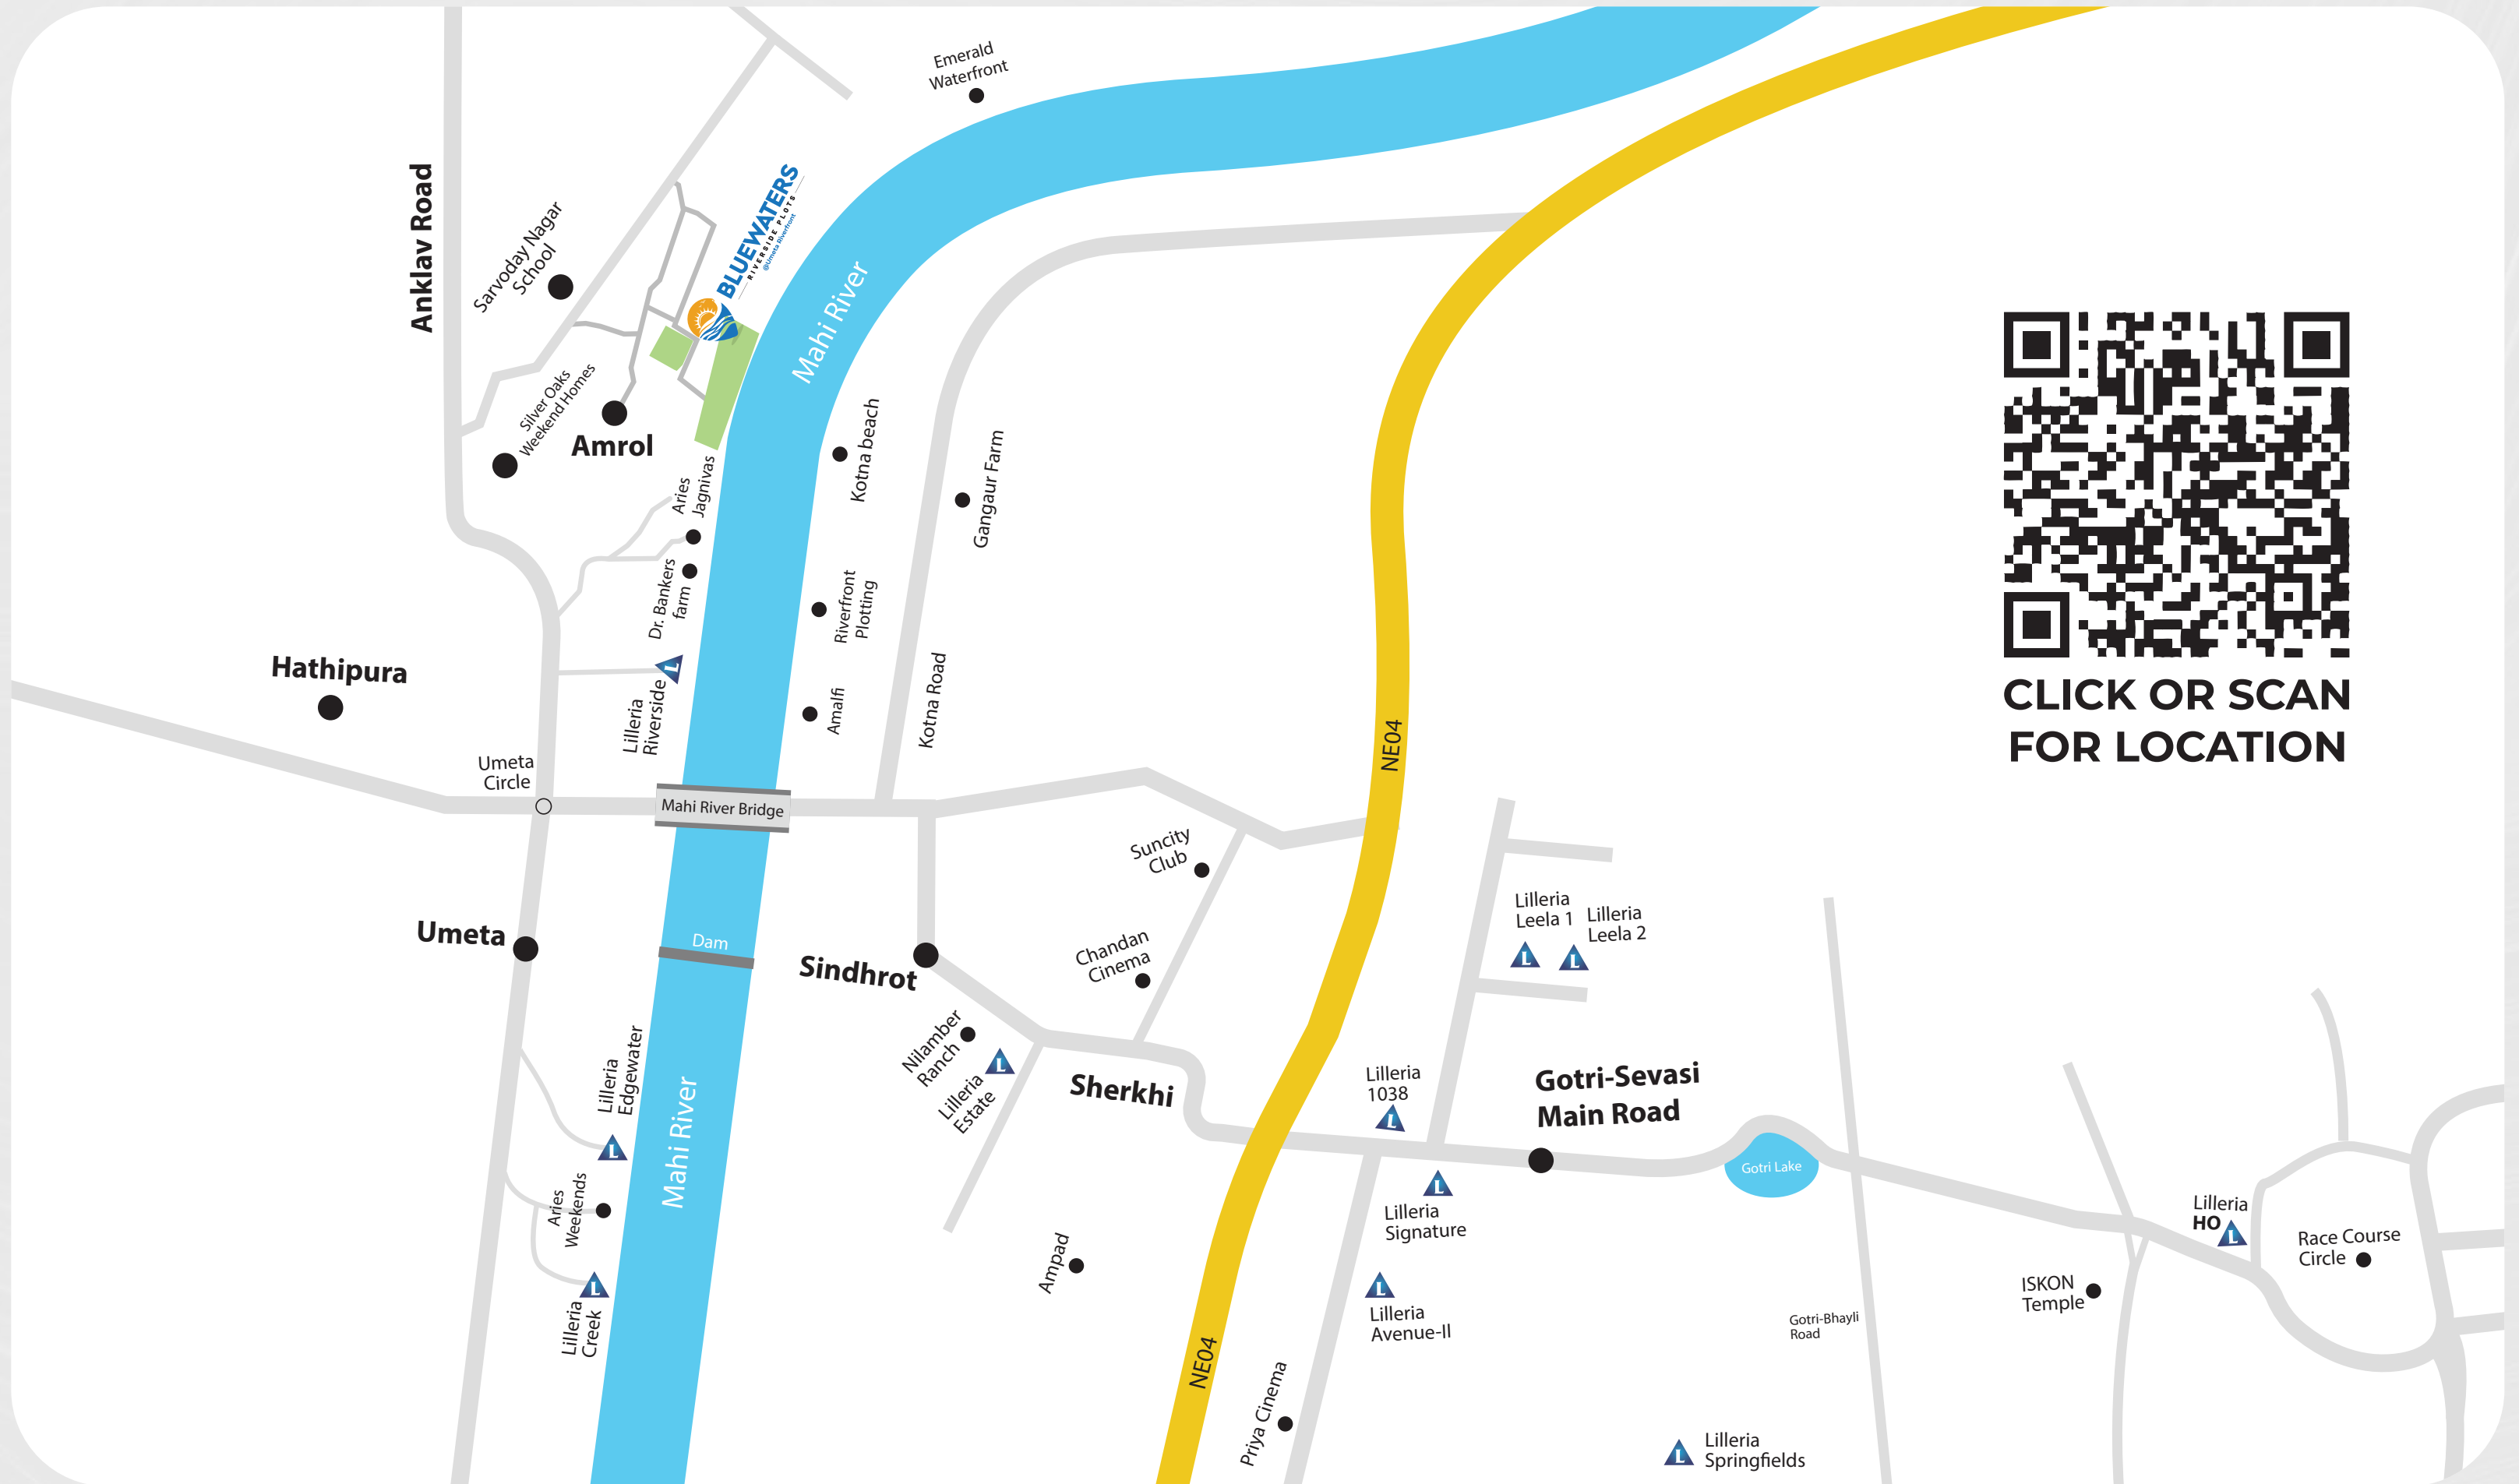 Emerald
Waterfront
Anklav Road
Sarvoday Nagar
School
BLUEWATERS
RIVERSIDE PLOTS
@Umeta Riverfront
Mahi River
Silver Oaks
Weekend Homes
Amrol
Aries
Jagnivas
Kotna beach
Gangaur Farm
Dr. Bankers
farm
Riverfront
Plotting
Hathipura
L
Lilleria
Riverside
Amalfi
Kotna Road
NE04
CLICK OR SCAN
FOR LOCATION
Umeta
Circle
Mahi River Bridge
Suncity
Club
Umeta
Dam
Sindhrot
Chandan
Cinema
Lilleria
Leela 1
L
Lilleria
Leela 2
L
Nilamber
Ranch
L
Lilleria
Estate
Sherkhi
Lilleria
1038
L
Gotri-Sevasi
Main Road
Lilleria
Edgewater
L
Mahi River
Gotri Lake
Aries
Weekends
L
Lilleria
Signature
Lilleria
HO
L
Race Course
Circle
L
Lilleria
Creek
Ampad
L
Lilleria
Avenue-II
ISKON
Temple
Gotri-Bhayli
Road
NE04
Priya Cinema
L
Lilleria
Springfields